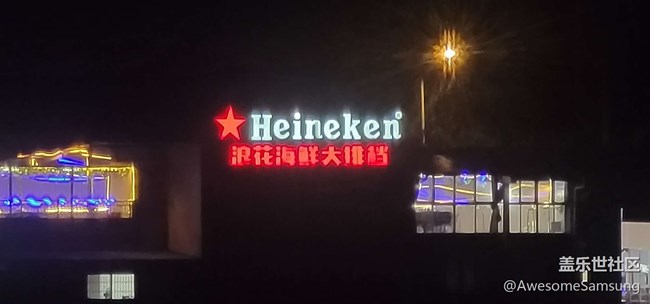 Heineken®
浪花海鲜大排档
盖乐世社区
@AwesomeSamsung